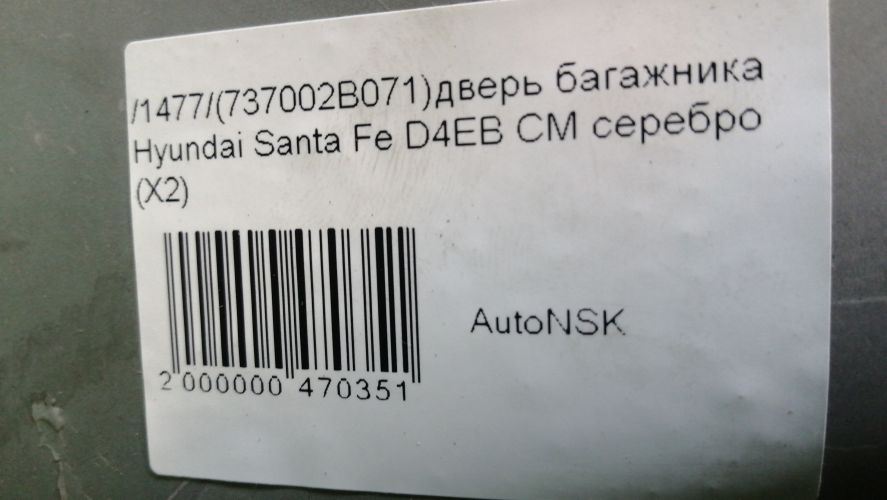 /1477/(737002B071)дверь багажника
Hyundai Santa Fe D4EB CM серебро
(X2)
AutoNSK
2 000000 470351